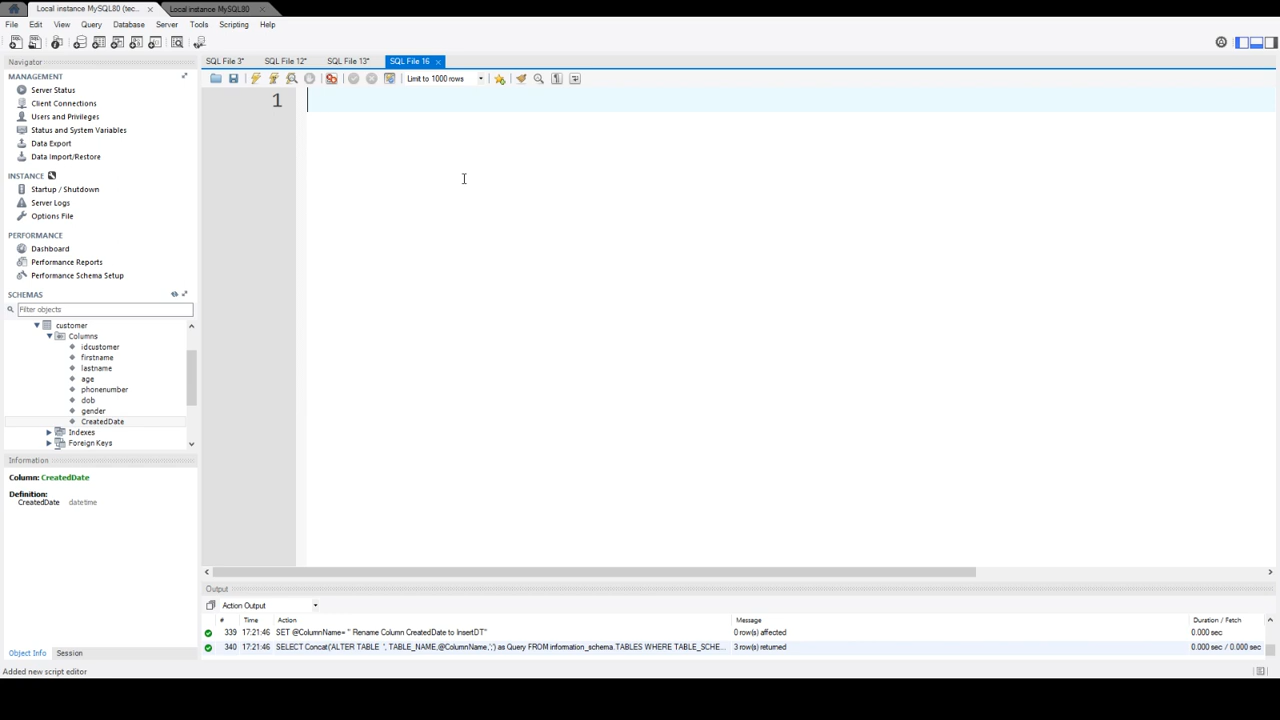 Local instance MySQL80 (tec... Local instance MySQL80
File Edit View Query Database Server Tools Scripting Help
Navigator SQL File 3* SQL File 12* SQL File 13* SQL File 16
MANAGEMENT Limit to 1000 rows
Server Status
Client Connections
Users and Privileges
Status and System Variables
Data Export
Data Import/Restore
INSTANCE
Startup / Shutdown
Server Logs
Options File
PERFORMANCE
Dashboard
Performance Reports
Performance Schema Setup
SCHEMAS
Filter objects
customer
Columns
idcustomer
firstname
lastname
age
phonenumber
dob
gender
CreatedDate
Indexes
Foreign Keys
Information
Column: CreatedDate
Definition:
CreatedDate datetime
Object Info Session
Added new script editor
1
Output
Action Output
# Time Action Message Duration / Fetch
339 17:21:46 SET @ColumnName= " Rename Column CreatedDate to InsertDT" 0 row(s) affected 0.000 sec
340 17:21:46 SELECT Concat('ALTER TABLE ', TABLE_NAME,@ColumnName,';') as Query FROM information_schema.TABLES WHERE TABLE_SCHE... 3 row(s) returned 0.000 sec / 0.000 sec